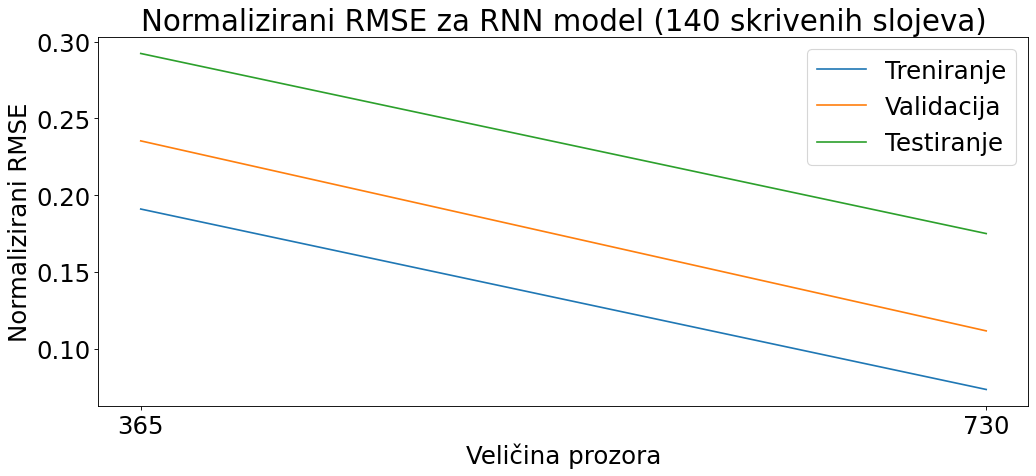 Normalizirani RMSE za RNN model (140 skrivenih slojeva)
Normalizirani RMSE
0.30
0.25
0.20
0.15
0.10
Treniranje
Validacija
Testiranje
365
730
Veličina prozora